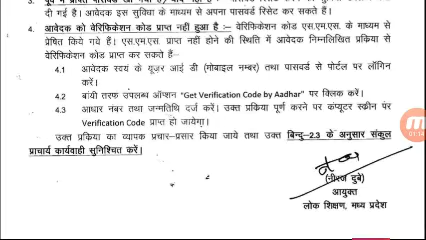 3.
दी गई है। आवेदक इस सुविधा के माध्यम से अपना पासवर्ड रिसेट कर सकते हैं।
4. आवेदक को वेरिफिकेशन कोड प्राप्त नहीं हुआ है :– वेरिफिकेशन कोड एस.एम.एस. के माध्यम से
प्रेषित किये गये हैं। एस.एम.एस. प्राप्त नहीं होने की स्थिति में आवेदक निम्नलिखित प्रक्रिया से
वेरिफिकेशन कोड प्राप्त कर सकते हैं–
4.1 आवेदक स्वयं के यूजर आई डी (मोबाइल नम्बर) तथा पासवर्ड से पोर्टल पर लॉगिन
करें।
4.2 बांयी तरफ उपलब्ध ऑप्शन "Get Verification Code by Aadhar" पर क्लिक करें।
4.3 आधार नंबर तथा जन्मतिथि दर्ज करें। उक्त प्रक्रिया पूर्ण करने पर कंप्यूटर स्क्रीन पंर
Verification Code प्राप्त हो जायेगा।
उक्त प्रकिया का व्यापक प्रचार–प्रसार किया जाये तथा उक्त बिन्दु–2.3 के अनुसार संकुल
प्राचार्य कार्यवाही सुनिश्चित करें।
(नीरज दुबे)
आयुक्त
लोक शिक्षण, मध्य प्रदेश